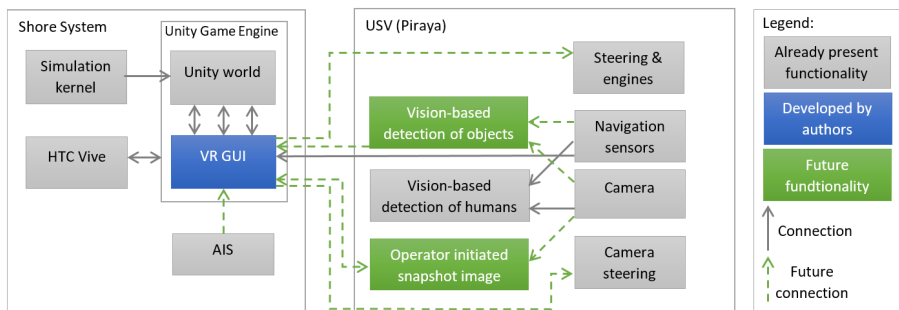 Shore System
Unity Game Engine
Simulation
kernel
Unity world
HTC Vive
VR GUI
AIS
USV (Piraya)
Steering &
engines
Vision-based
detection of objects
Navigation
sensors
Vision-based
detection of humans
Camera
Operator initiated
snapshot image
Camera
steering
Legend:
Already present
functionality
Developed by
authors
Future
fundtionality
Connection
Future
connection